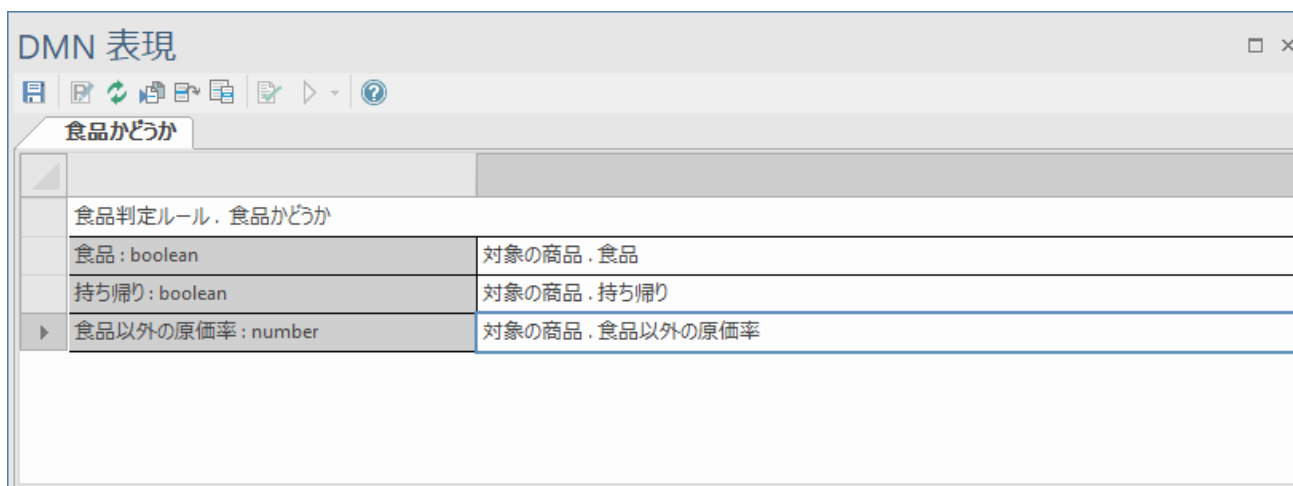 DMN 表現
食品かどうか
食品判定ルール . 食品かどうか
食品 : boolean 対象の商品 . 食品
持ち帰り : boolean 対象の商品 . 持ち帰り
食品以外の原価率 : number 対象の商品 . 食品以外の原価率